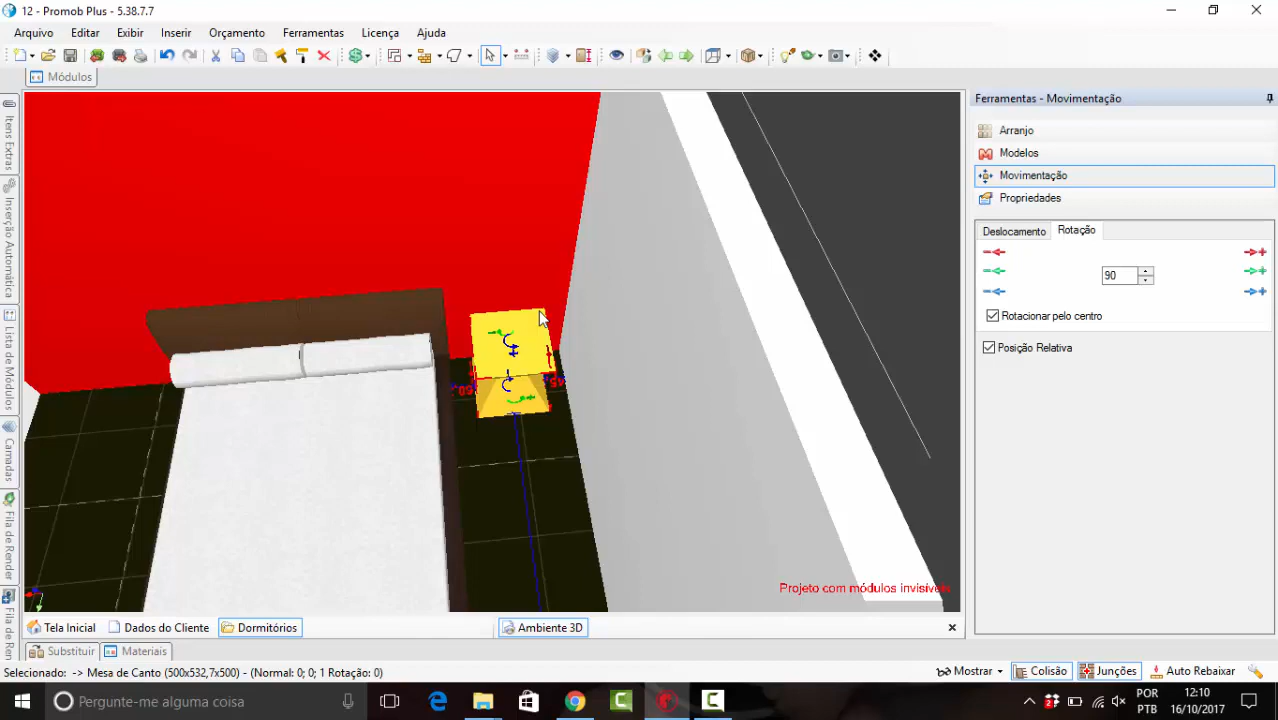 12 - Promob Plus - 5.38.7.7
Arquivo Editar Exibir Inserir Orçamento Ferramentas Licença Ajuda
Módulos
Itens Extras
Inserção Automática
Lista de Módulos
Camadas
Fila de Render
Fila de Ren
Ferramentas - Movimentação
Arranjo
Modelos
Movimentação
Propriedades
Deslocamento Rotação
90
Rotacionar pelo centro
Posição Relativa
Projeto com módulos invisíveis
Tela Inicial Dados do Cliente Dormitórios Ambiente 3D
Substituir Materiais
Selecionado: -> Mesa de Canto (500x532,7x500) - (Normal: 0; 0; 1 Rotação: 0)
Mostrar Colisão Junções Auto Rebaixar
Pergunte-me alguma coisa
POR
PTB
12:10
16/10/2017